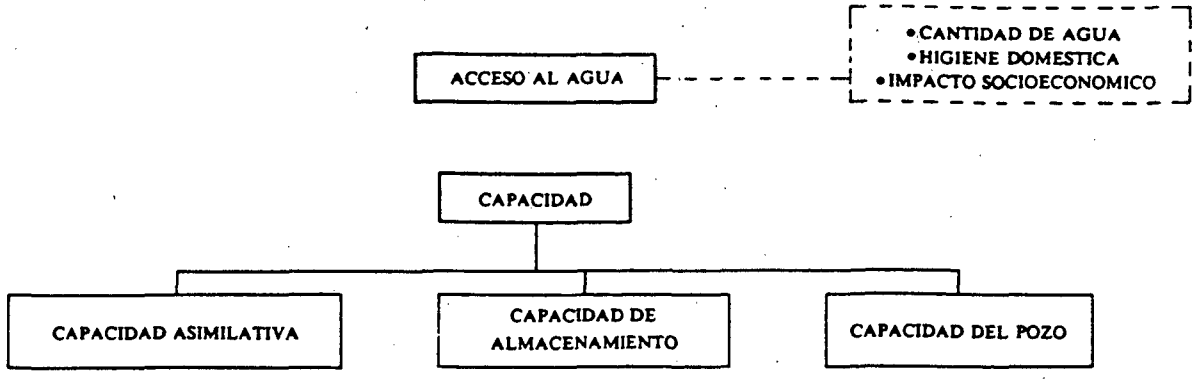 • CANTIDAD DE AGUA
• HIGIENE DOMESTICA
• IMPACTO SOCIOECONOMICO
ACCESO AL AGUA
CAPACIDAD
CAPACIDAD ASIMILATIVA
CAPACIDAD DE
ALMACENAMIENTO
CAPACIDAD DEL POZO